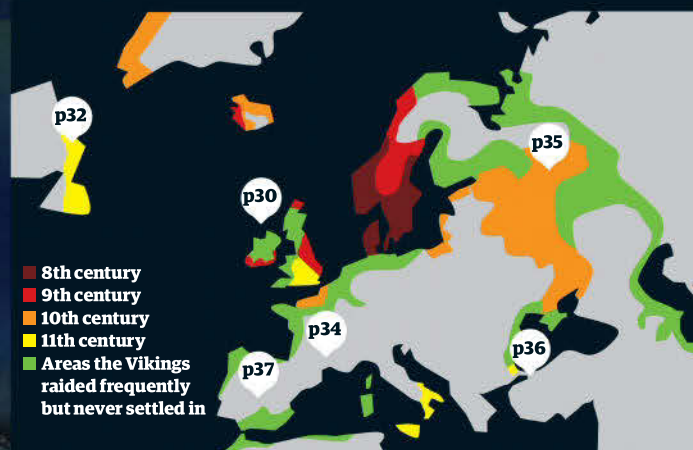 p32
p35
p30
8th century
9th century
10th century
11th century
Areas the Vikings
raided frequently
but never settled in
p34
p36
p37